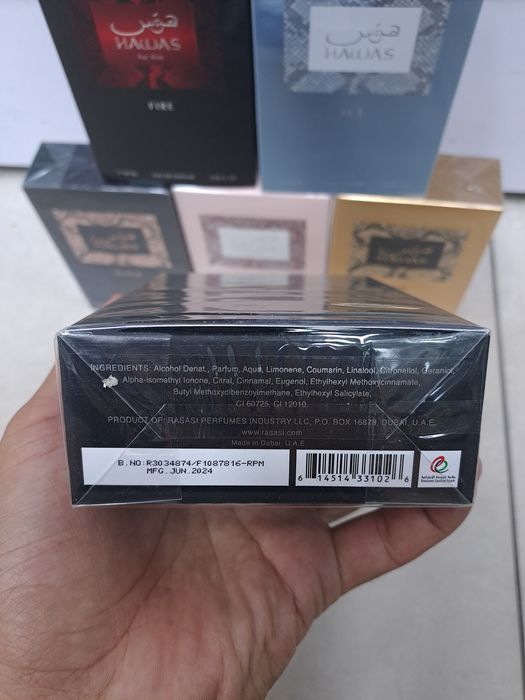 هوس
HAWAS
For Him
FIRE
هوس
HAWAS
ICE
INGREDIENTS: Alcohol Denat., Parfum, Aqua, Limonene, Coumarin, Linalool, Citronellol, Geraniol,
Alpha-isomethyl Ionone, Citral, Cinnamal, Eugenol, Ethylhexyl Methoxycinnamate,
Butyl Methoxydibenzoylmethane, Ethylhexyl Salicylate,
CI 60725, CI 12010
PRODUCT OF: RASASI PERFUMES INDUSTRY LLC, P.O. BOX 16878, DUBAI, U.A.E.
www.rasasi.com
Made in Dubai, U.A.E.
B.NO:R3034874/F1087816-RPM
MFG.JUN.2024
6 14514 33102 6